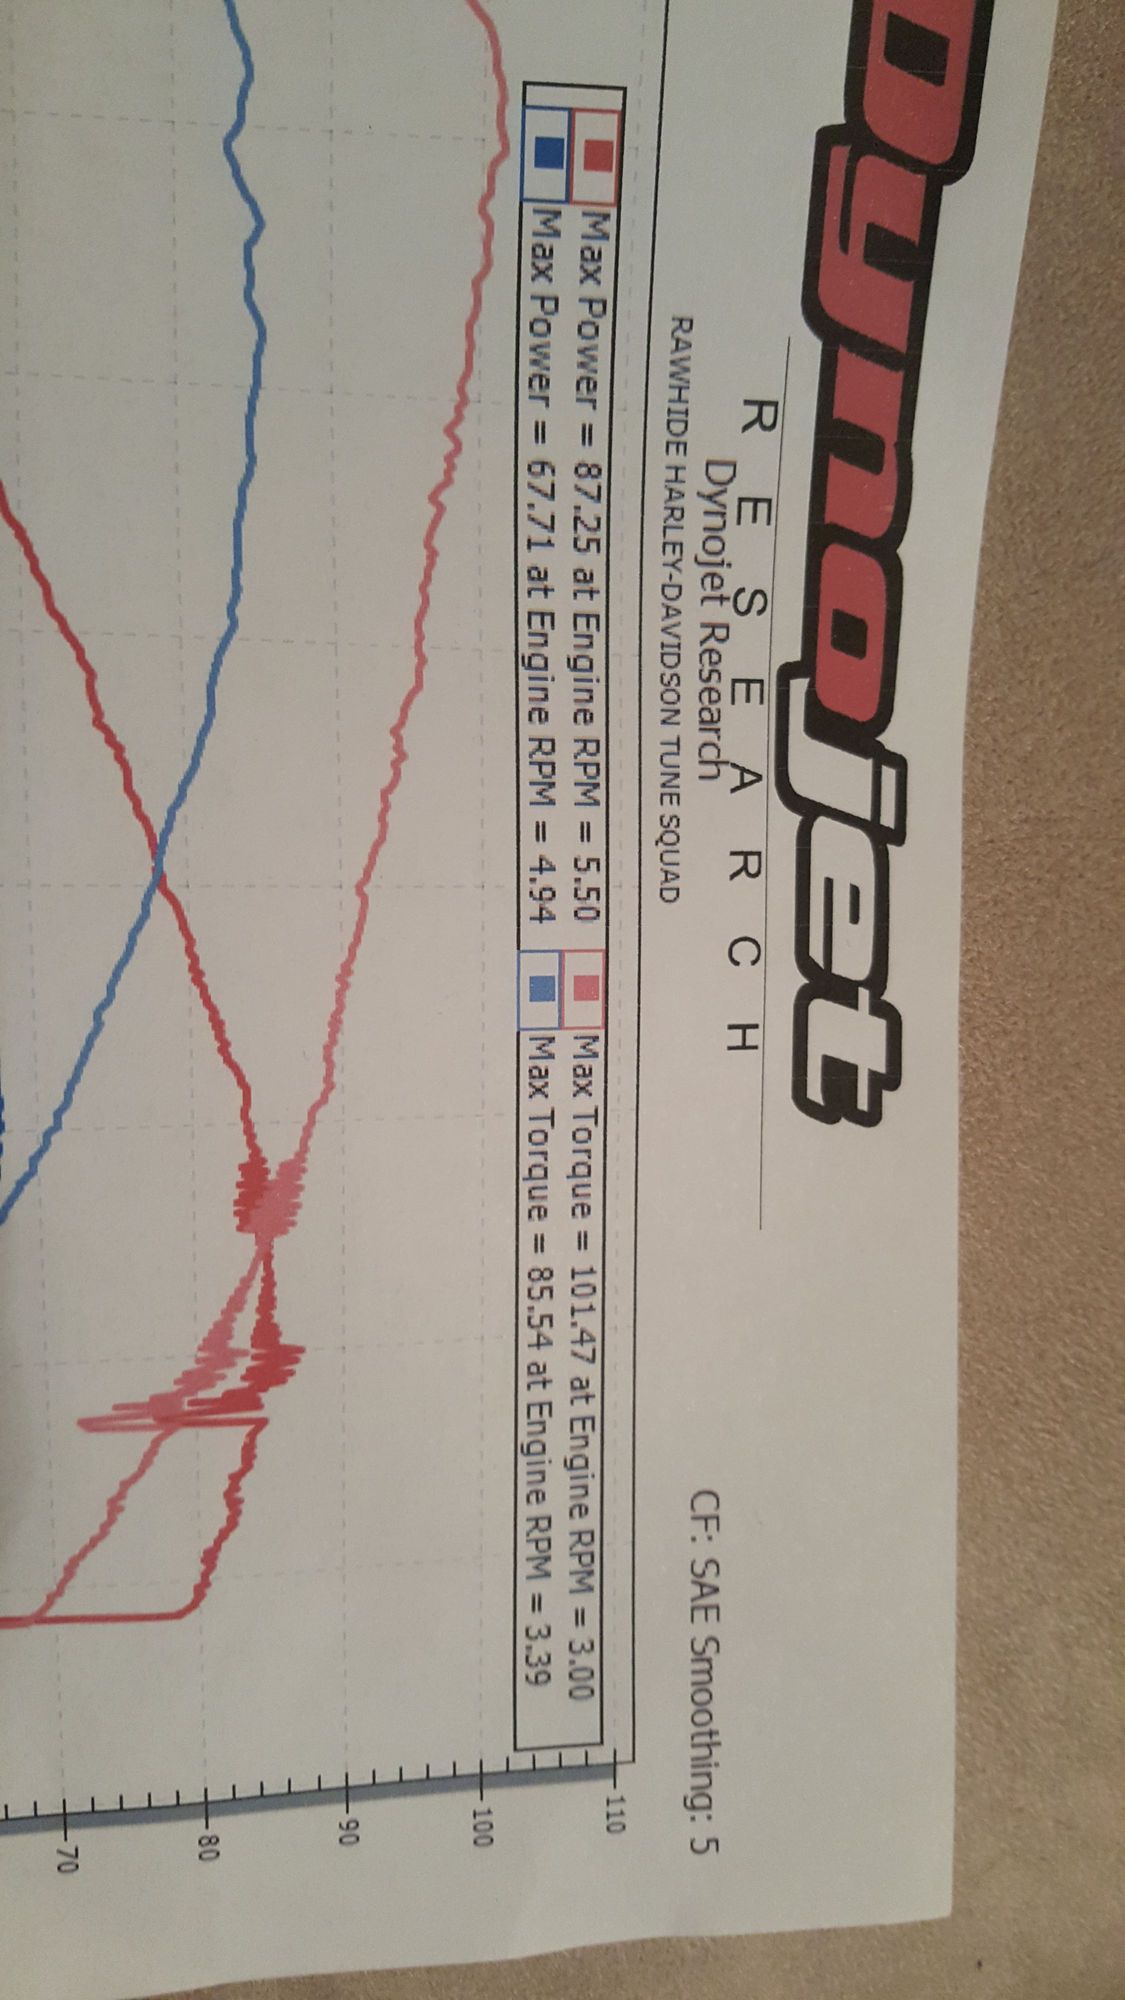 Dynojet
RESEARCH
Dynojet Research
RAWHIDE HARLEY-DAVIDSON TUNE SQUAD
CF: SAE Smoothing: 5
Max Power = 87.25 at Engine RPM = 5.50 Max Torque = 101.47 at Engine RPM = 3.00
Max Power = 67.71 at Engine RPM = 4.94 Max Torque = 85.54 at Engine RPM = 3.39
110
100
90
80
70